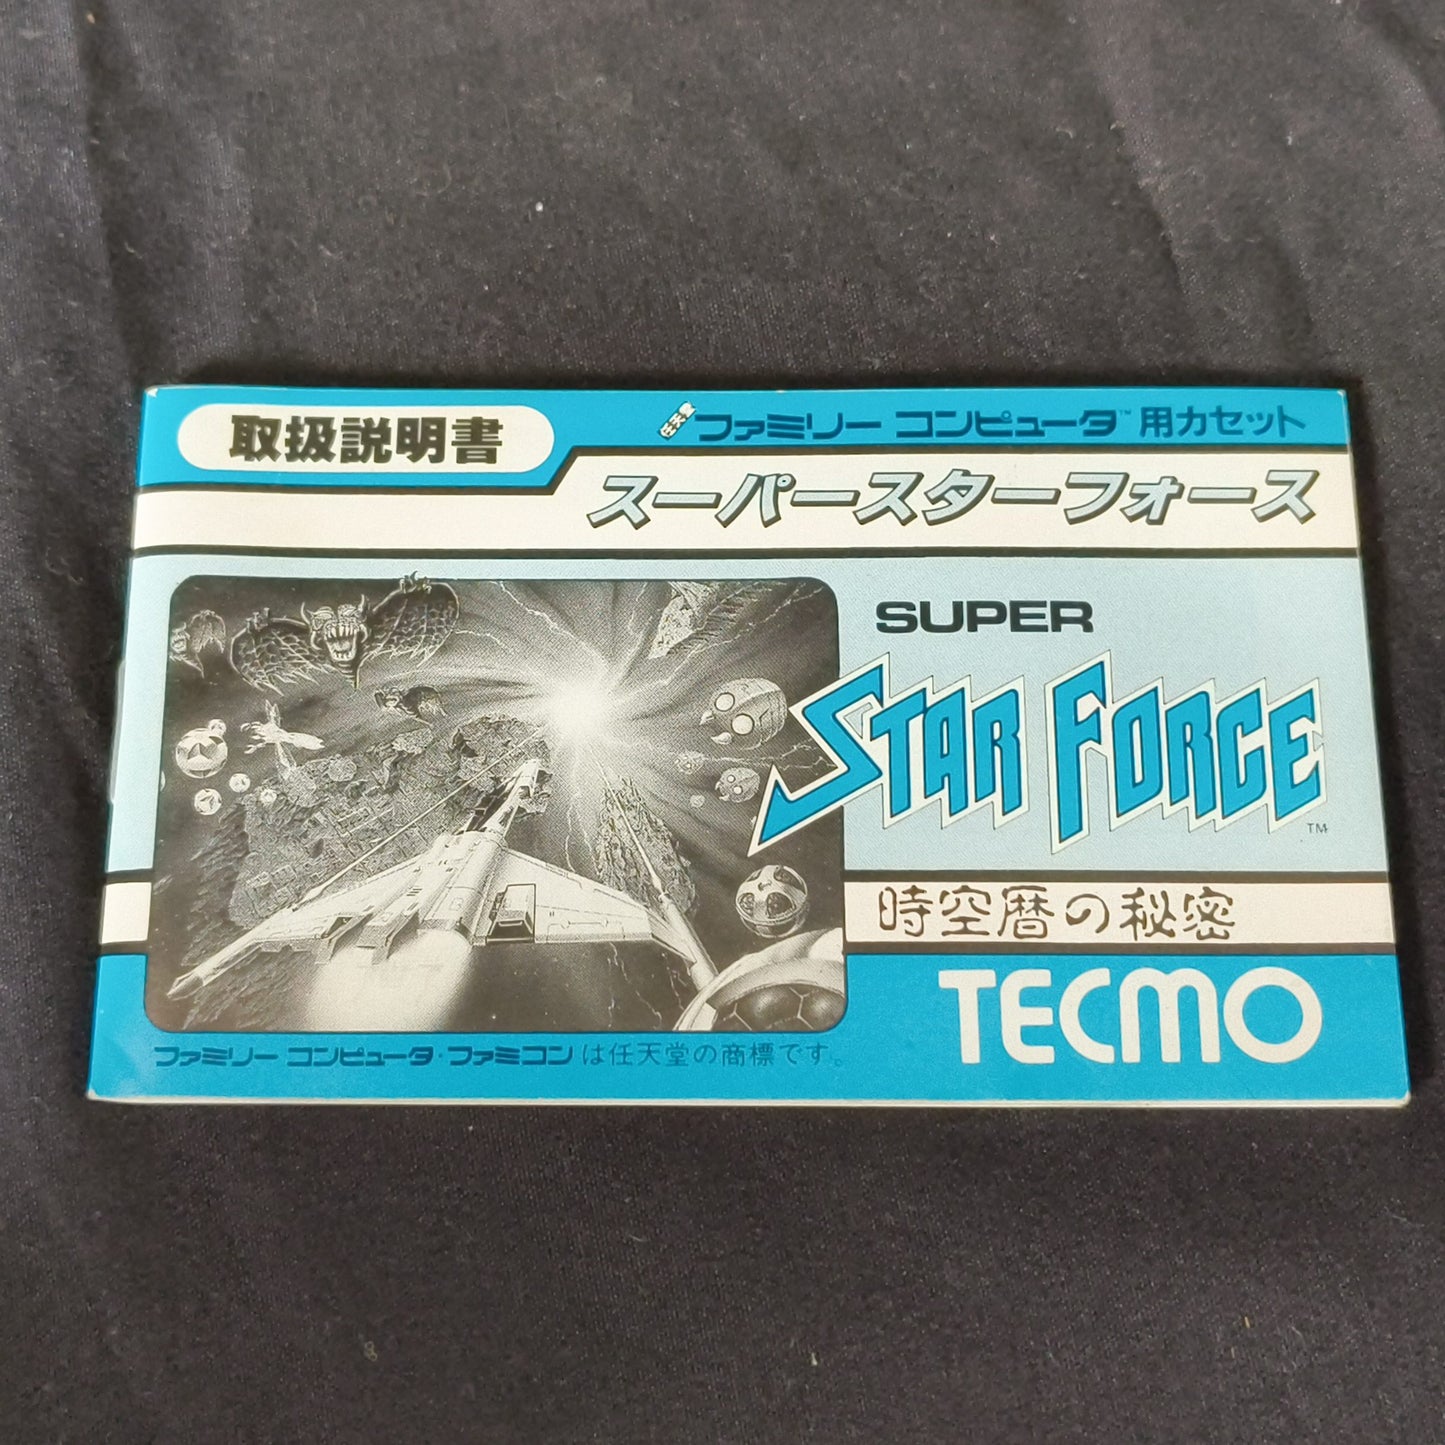 取扱説明書
任天堂 ファミリー コンピュータ™ 用カセット
スーパースターフォース
SUPER
STAR FORCE™
時空暦の秘密
TECMO
ファミリー コンピュータ・ファミコン は任天堂の商標です。